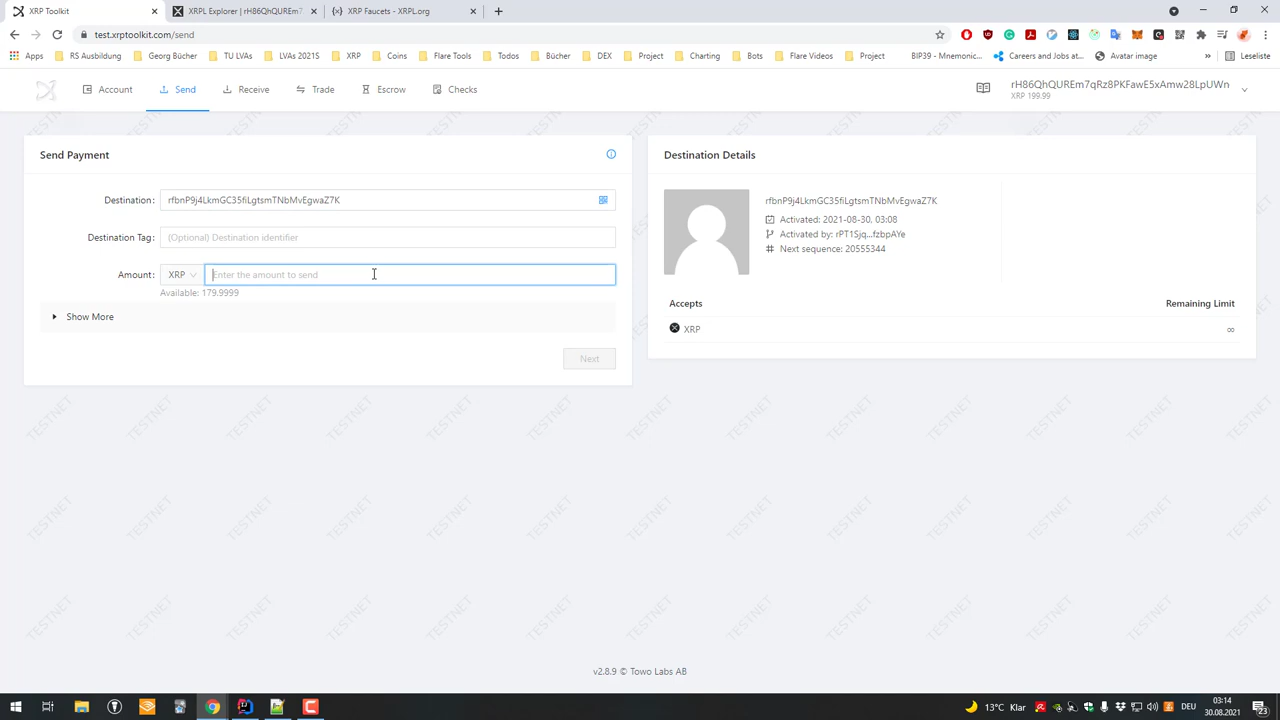 XRP Toolkit
XRPL Explorer | rH86QhQUREm7
XRP Faucets - XRPL.org
test.xrptoolkit.com/send
Apps
RS Ausbildung
Georg Bücher
TU LVAs
LVAs 2021S
XRP
Coins
Flare Tools
Todos
Bücher
DEX
Project
Charting
Bots
Flare Videos
Project
BIP39 - Mnemonic...
Careers and Jobs at...
Avatar image
»
Leseliste
Account
Send
Receive
Trade
Escrow
Checks
rH86QhQUREm7qRz8PKFawE5xAmw28LpUWn
XRP 199.99
Send Payment
Destination:
rfbnP9j4LkmGC35fiLgtsmTNbMvEgwaZ7K
Destination Tag:
(Optional) Destination identifier
Amount:
XRP
Enter the amount to send
Available: 179.9999
Show More
Next
Destination Details
rfbnP9j4LkmGC35fiLgtsmTNbMvEgwaZ7K
Activated: 2021-08-30, 03:08
Activated by: rPT1Sjq...fzbpAYe
Next sequence: 20555344
Accepts
Remaining Limit
XRP
∞
TESTNET
v2.8.9 © Towo Labs AB
13°C Klar
DEU
03:14
30.08.2021
23